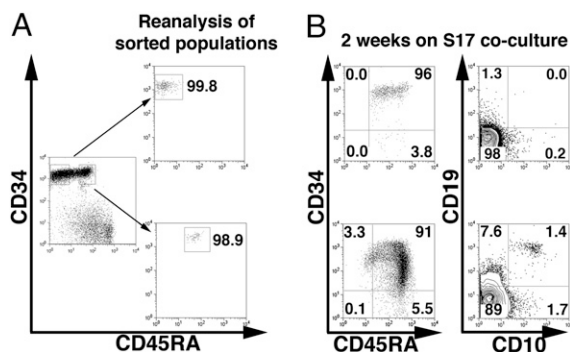 A
Reanalysis of
sorted populations
CD34
CD45RA
99.8
98.9
B
2 weeks on S17 co-culture
CD34
CD45RA
0.0 96
0.0 3.8
3.3 91
0.1 5.5
CD19
CD10
1.3 0.0
98 0.2
7.6 1.4
89 1.7